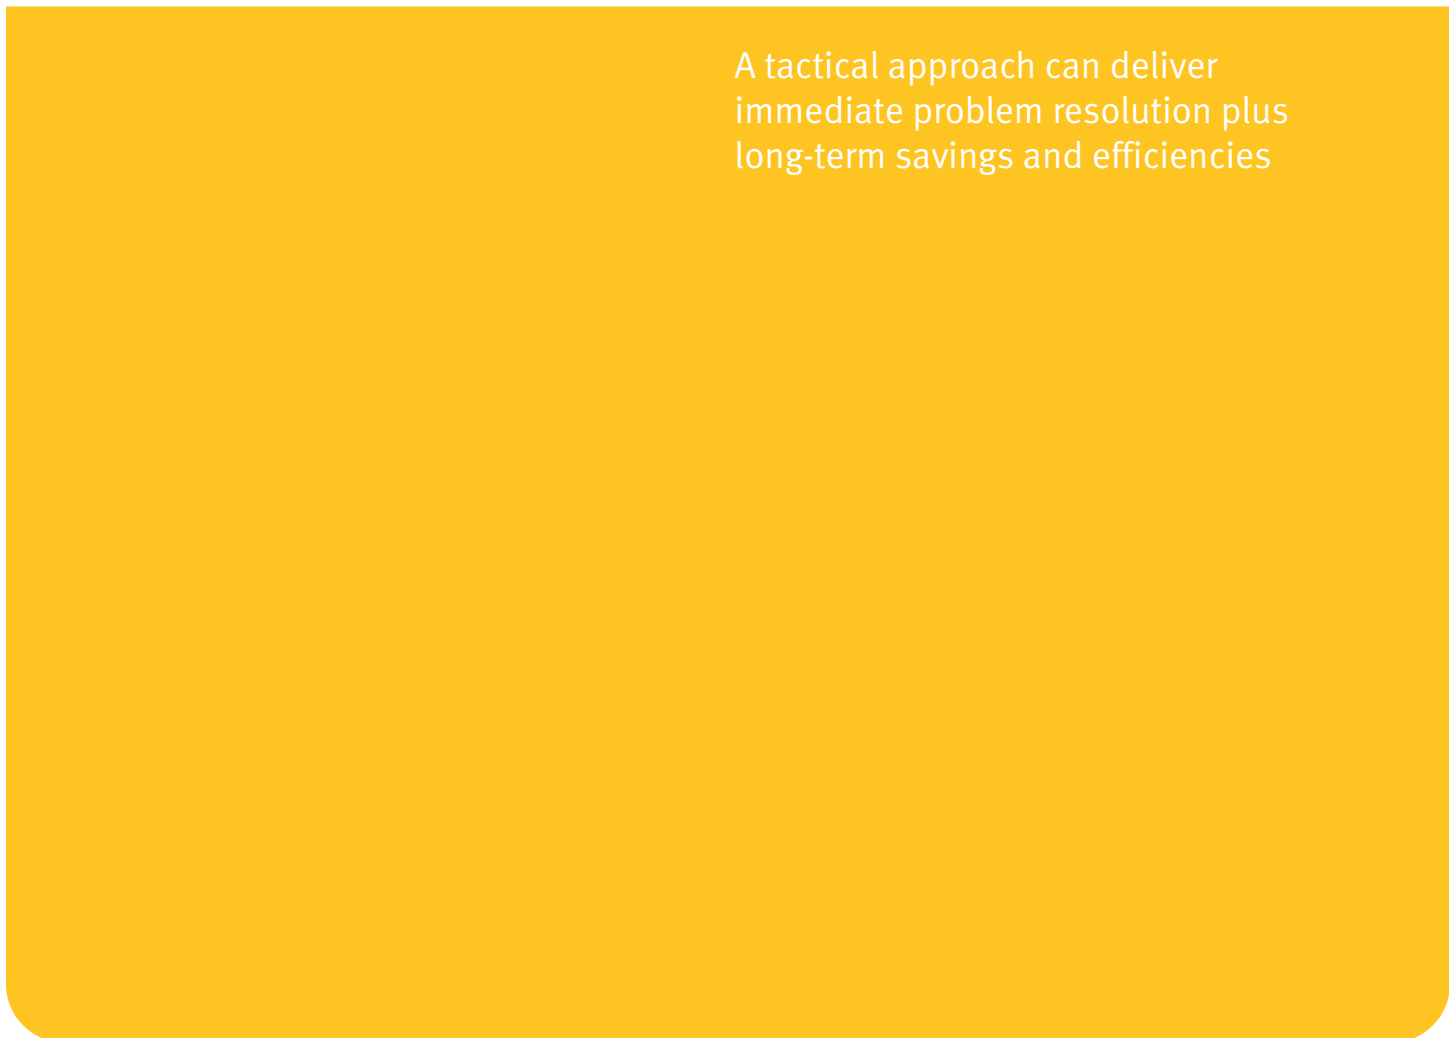 A tactical approach can deliver
immediate problem resolution plus
long-term savings and efficiencies